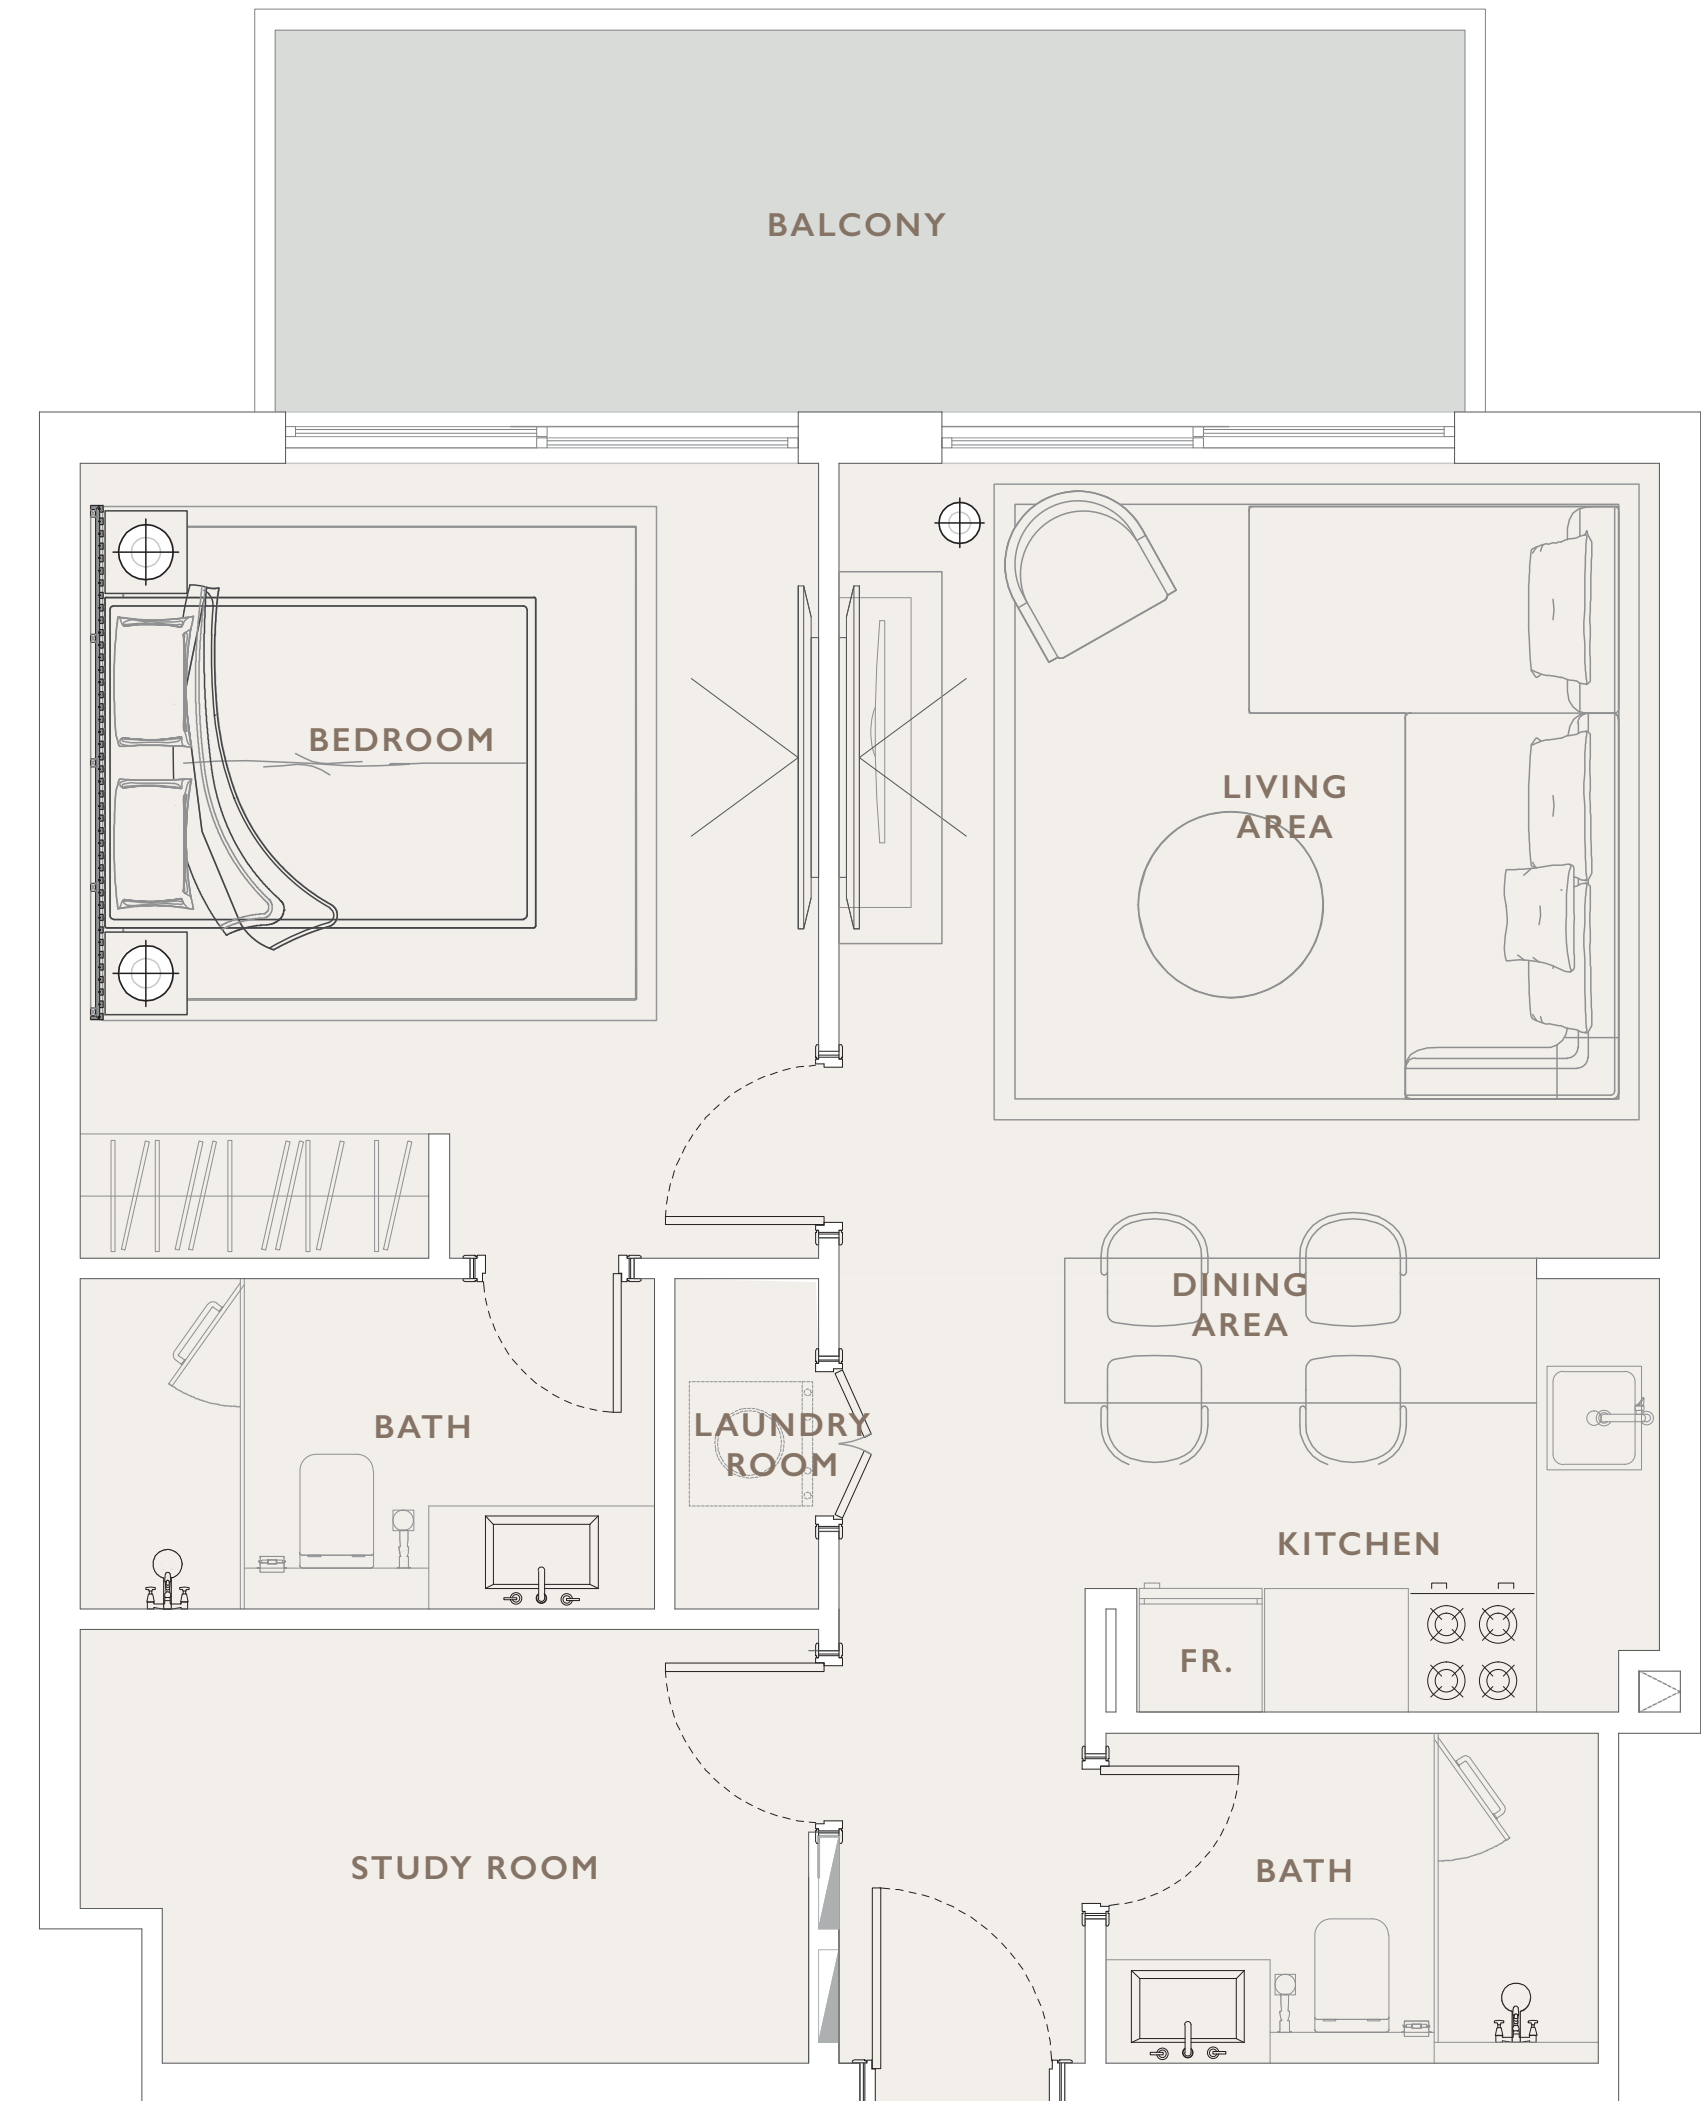 BALCONY
BEDROOM
LIVING
AREA
DINING
AREA
BATH
LAUNDRY
ROOM
KITCHEN
FR.
STUDY ROOM
BATH